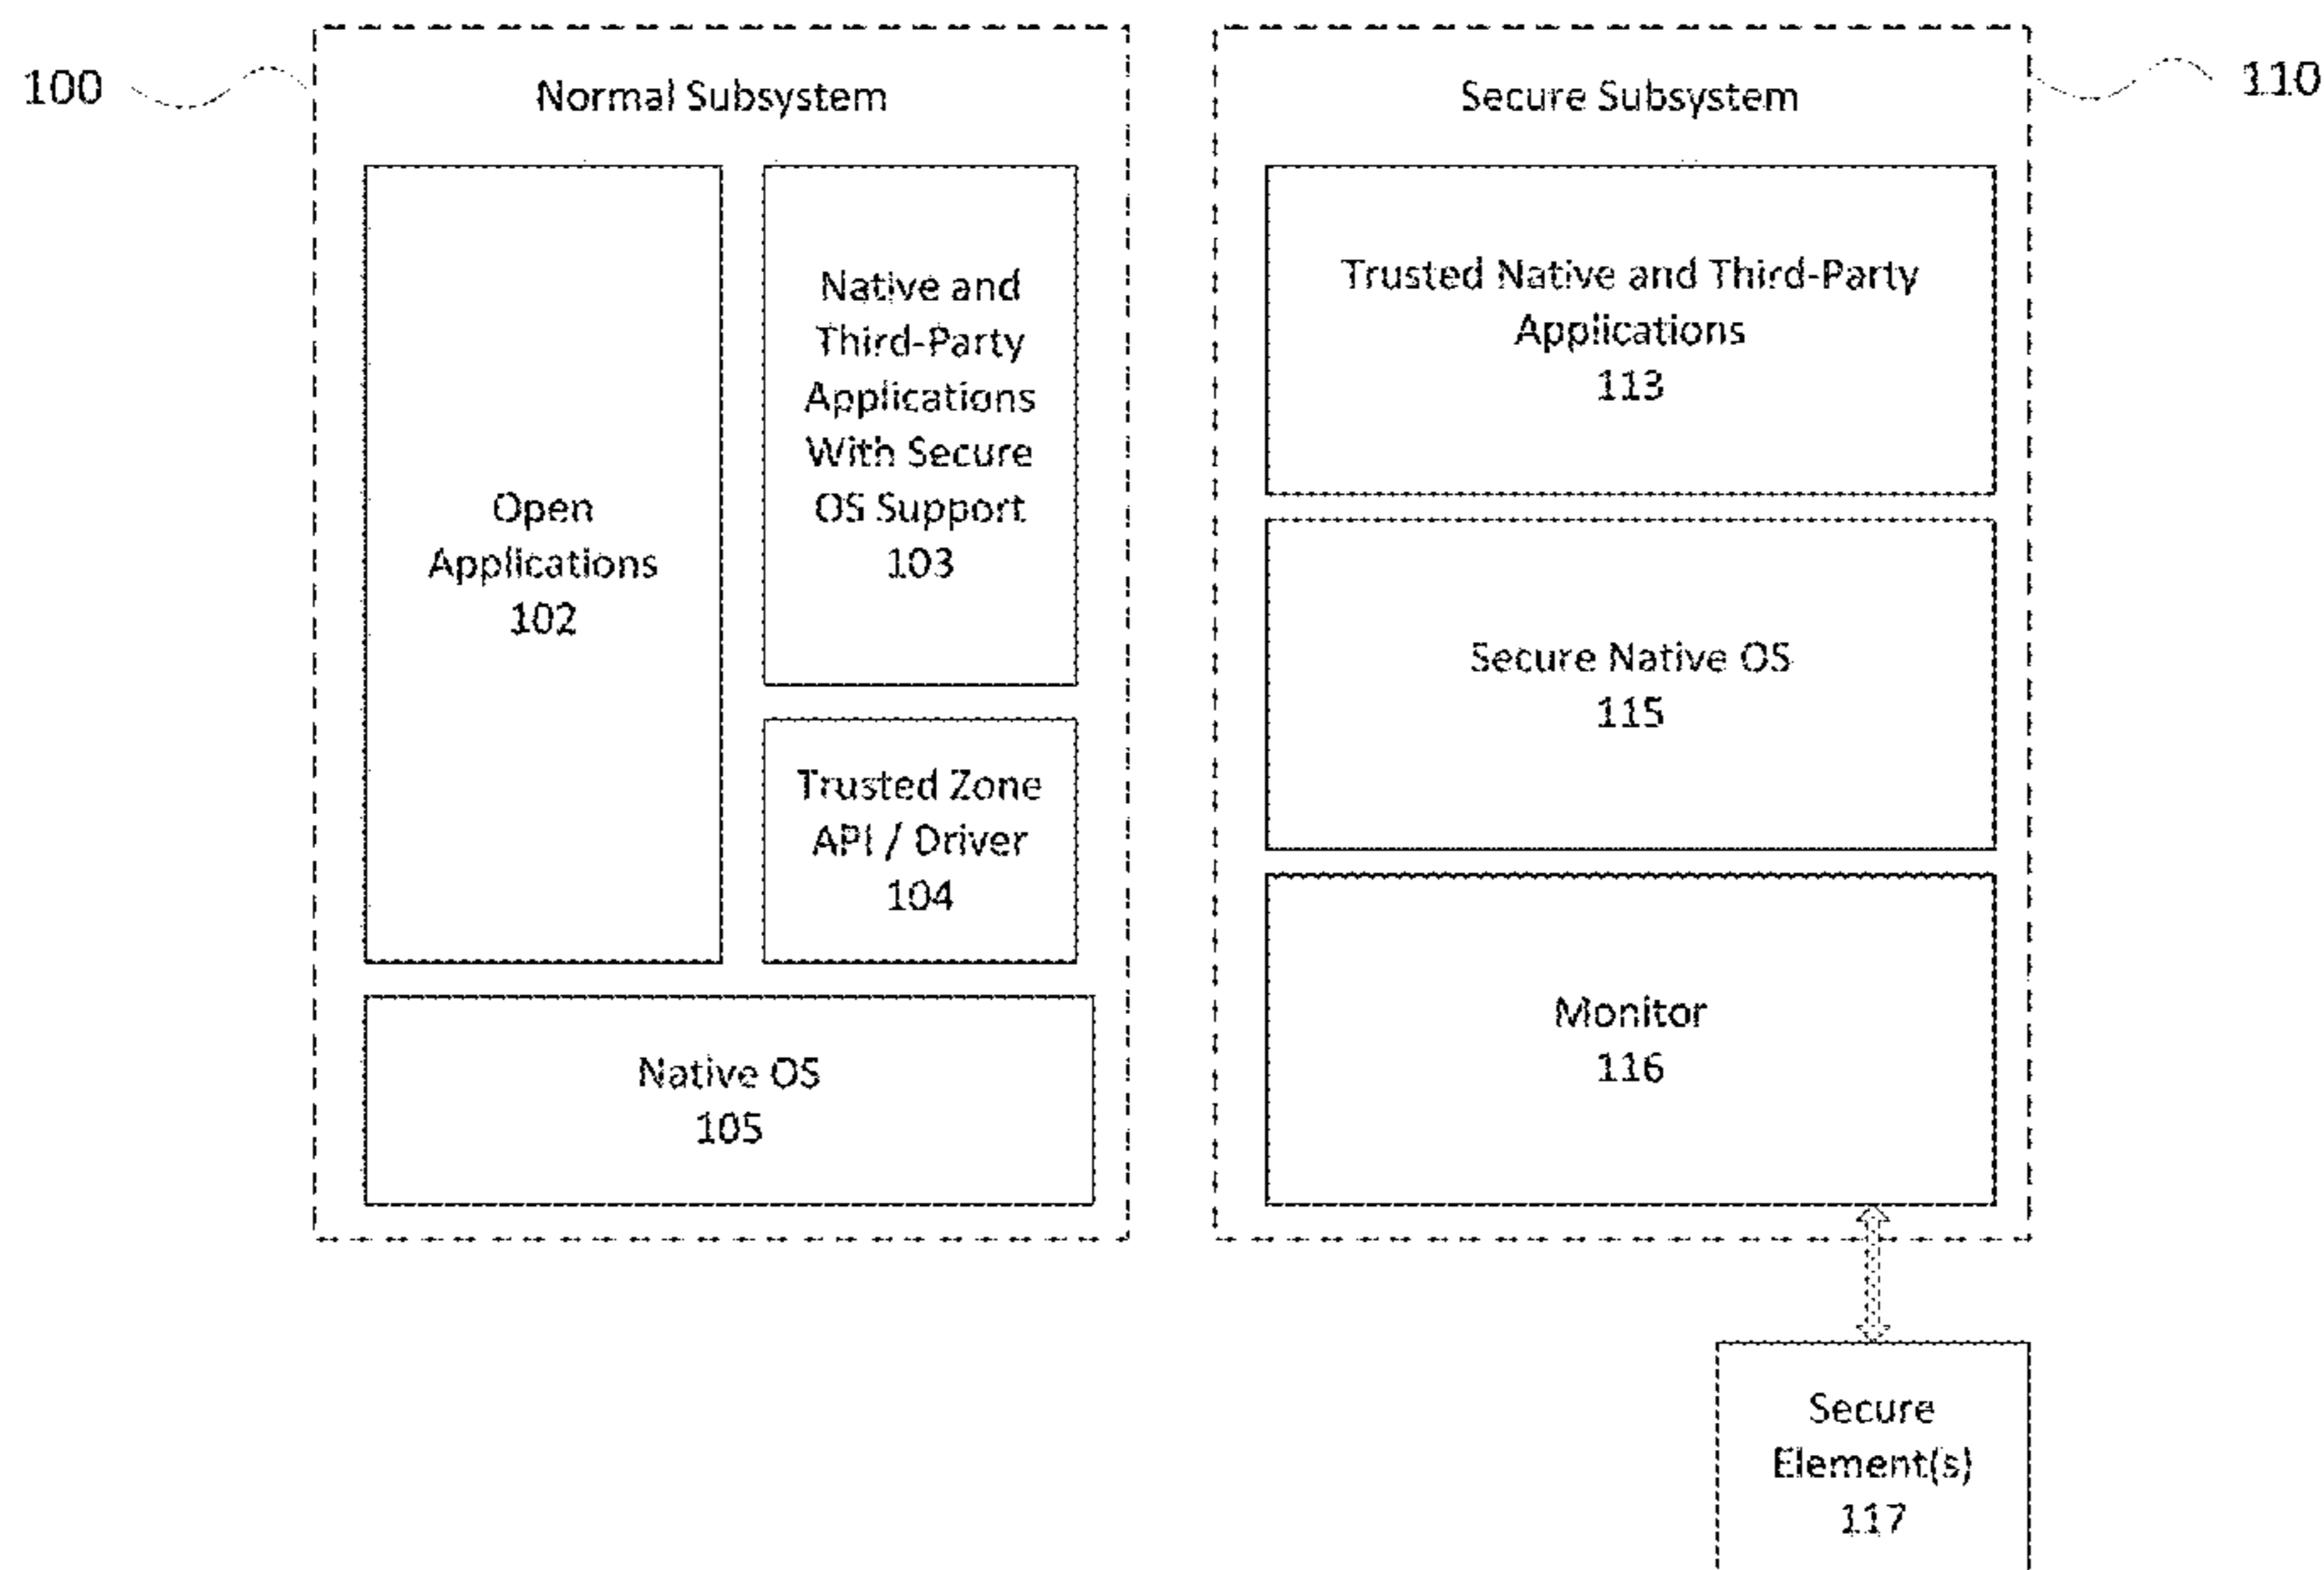 100
Normal Subsystem
Open
Applications
102
Native and
Third-Party
Applications
With Secure
OS Support
103
Trusted Zone
API / Driver
104
Native OS
105
110
Secure Subsystem
Trusted Native and Third-Party
Applications
113
Secure Native OS
115
Monitor
116
Secure
Element(s)
117